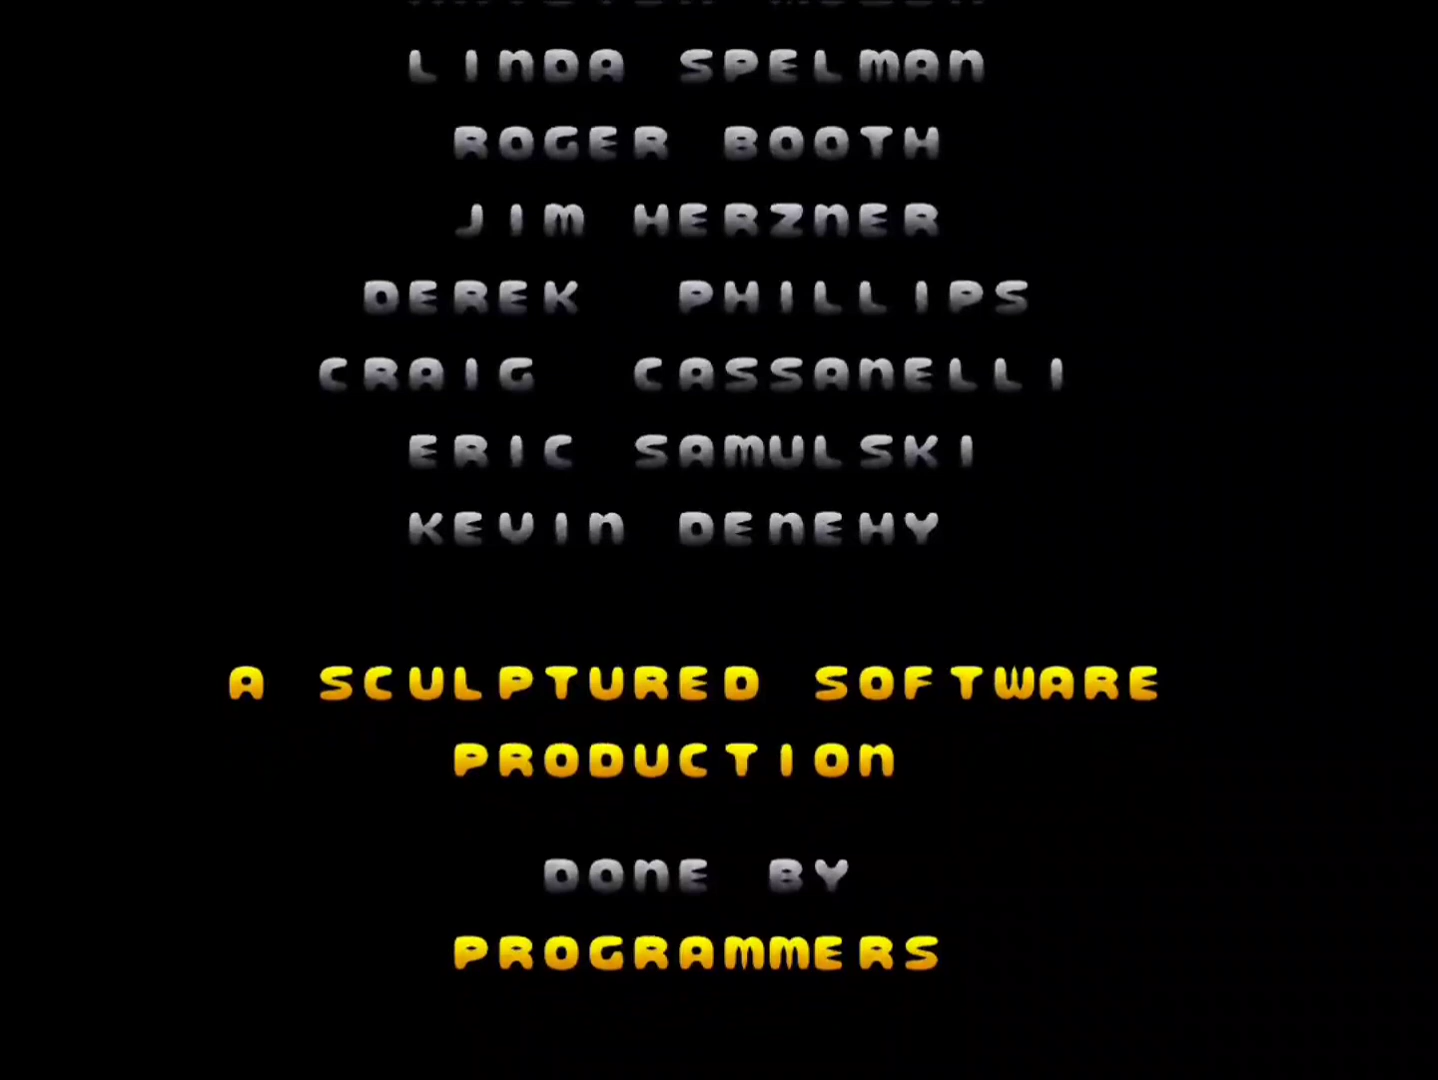 LINDA SPELMAN
ROGER BOOTH
JIM HERZNER
DEREK PHILLIPS
CRAIG CASSANELLI
ERIC SAMULSKI
KEVIN DENEHY
A SCULPTURED SOFTWARE
PRODUCTION
DONE BY
PROGRAMMERS